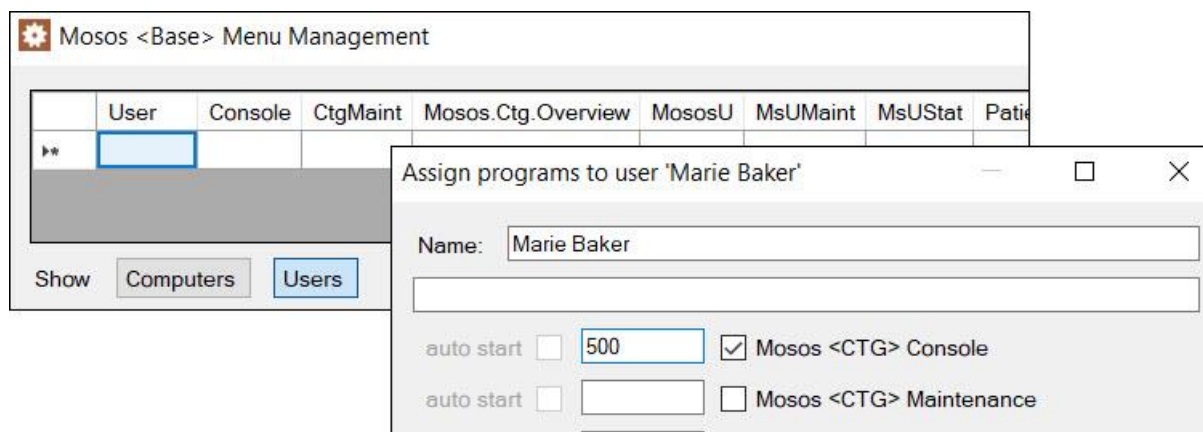 Mosos <Base> Menu Management
User Console CtgMaint Mosos.Ctg.Overview MososU MsUMaint MsUStat Patie
Assign programs to user 'Marie Baker'
Name: Marie Baker
Show Computers Users
auto start 500 Mosos <CTG> Console
auto start Mosos <CTG> Maintenance